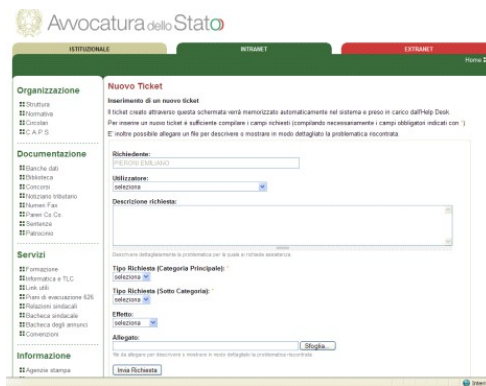 Avvocatura dello Stato
ISTITUZIONALE
INTRANET
EXTRANET
Home
Organizzazione
Struttura
Normativa
Circolari
C A P S
Documentazione
Banche dati
Biblioteca
Concorsi
Notiziario tributario
Numeri Fax
Pareri Cs.Cs.
Sentenze
Patrocinio
Servizi
Formazione
Informatica e TLC
Link utili
Piani di evacuazione 626
Relazioni sindacali
Bacheca sindacale
Bacheca degli annunci
Convenzioni
Informazione
Agenzie stampa
Nuovo Ticket
Inserimento di un nuovo ticket
Il ticket creato attraverso questa schermata verrà memorizzato automaticamente nel sistema e preso in carico dall'Help Desk.
Per inserire un nuovo ticket è sufficiente compilare i campi richiesti (compilando necessariamente i campi obbligatori indicati con *)
E' inoltre possibile allegare un file per descrivere o mostrare in modo dettagliato la problematica riscontrata.
Richiedente:
PIERONI EMILIANO
Utilizzatore:
seleziona
Descrizione richiesta:
Descrivere dettagliatamente la problematica per la quale si richiede assistenza
Tipo Richiesta (Categoria Principale): *
seleziona
Tipo Richiesta (Sotto Categoria): *
seleziona
Effetto:
seleziona
Allegato:
Sfoglia...
file da allegare per descrivere o mostrare in modo dettagliato la problematica riscontrata
Invia Richiesta